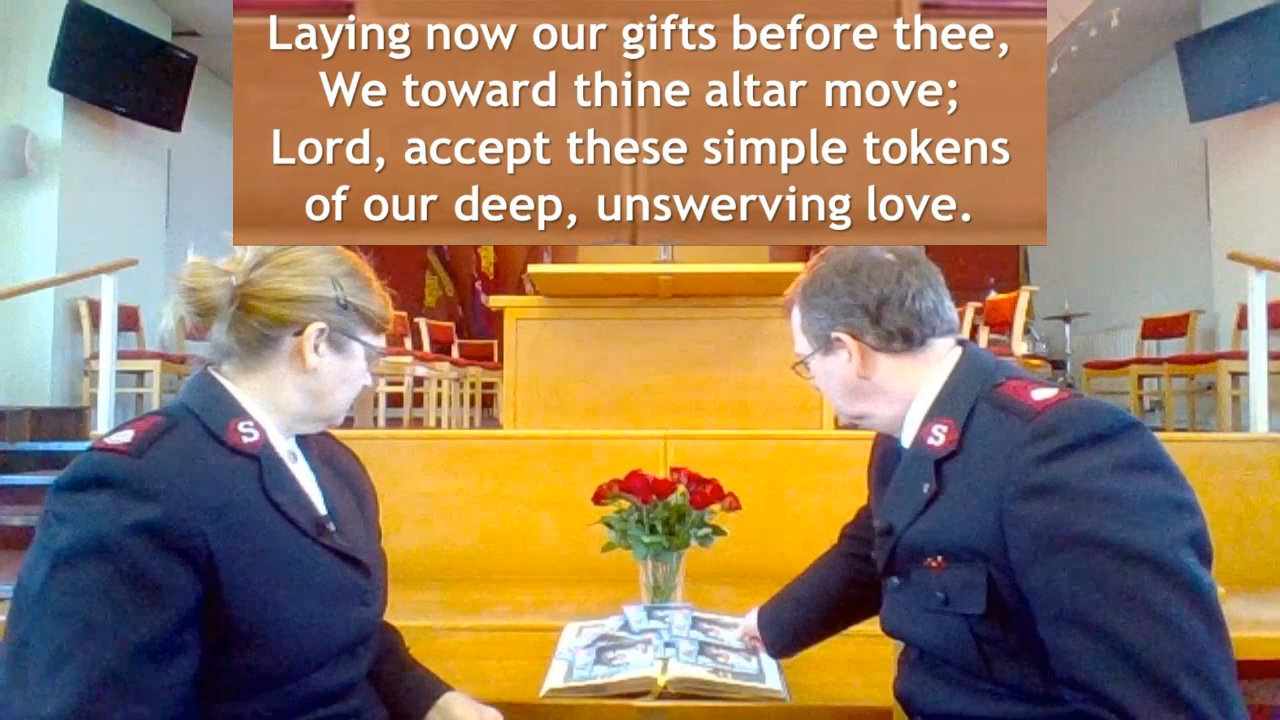 Laying now our gifts before thee,
We toward thine altar move;
Lord, accept these simple tokens
of our deep, unswerving love.
S
S